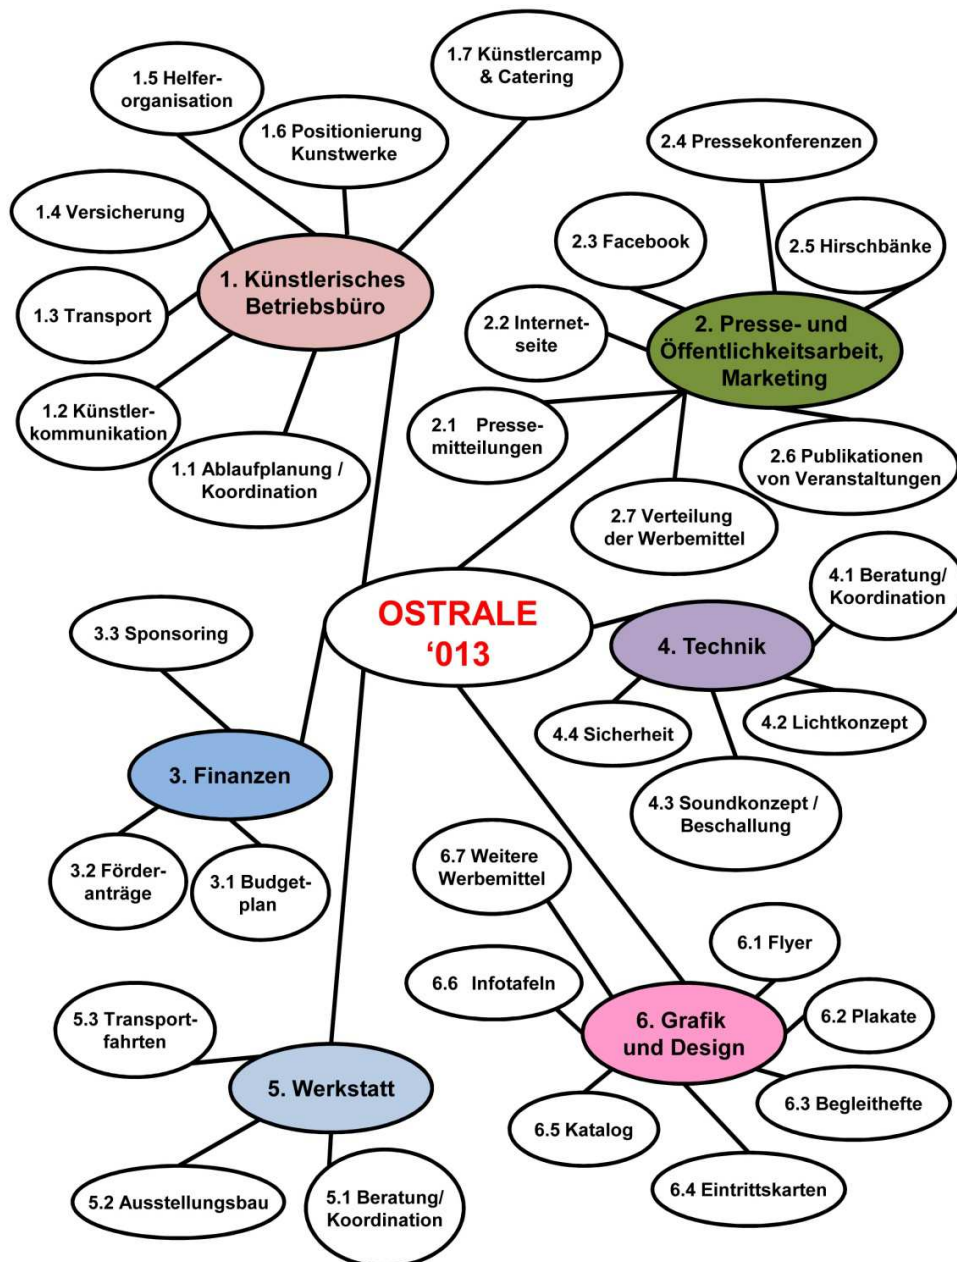 1.7 Künstlercamp
& Catering
1.5 Helfer-
organisation
1.6 Positionierung
Kunstwerke
2.4 Pressekonferenzen
1.4 Versicherung
2.3 Facebook
2.5 Hirschbänke
1. Künstlerisches
Betriebsbüro
1.3 Transport
2.2 Internet-
seite
2. Presse- und
Öffentlichkeitsarbeit,
Marketing
1.2 Künstler-
kommunikation
2.1 Presse-
mitteilungen
1.1 Ablaufplanung /
Koordination
2.6 Publikationen
von Veranstaltungen
2.7 Verteilung
der Werbemittel
4.1 Beratung/
Koordination
OSTRALE
‘013
3.3 Sponsoring
4. Technik
4.2 Lichtkonzept
4.4 Sicherheit
3. Finanzen
4.3 Soundkonzept /
Beschallung
3.2 Förder-
anträge
3.1 Budget-
plan
6.7 Weitere
Werbemittel
6.1 Flyer
6.6 Infotafeln
6.2 Plakate
5.3 Transport-
fahrten
6. Grafik
und Design
5. Werkstatt
6.3 Begleithefte
6.5 Katalog
6.4 Eintrittskarten
5.2 Ausstellungsbau
5.1 Beratung/
Koordination